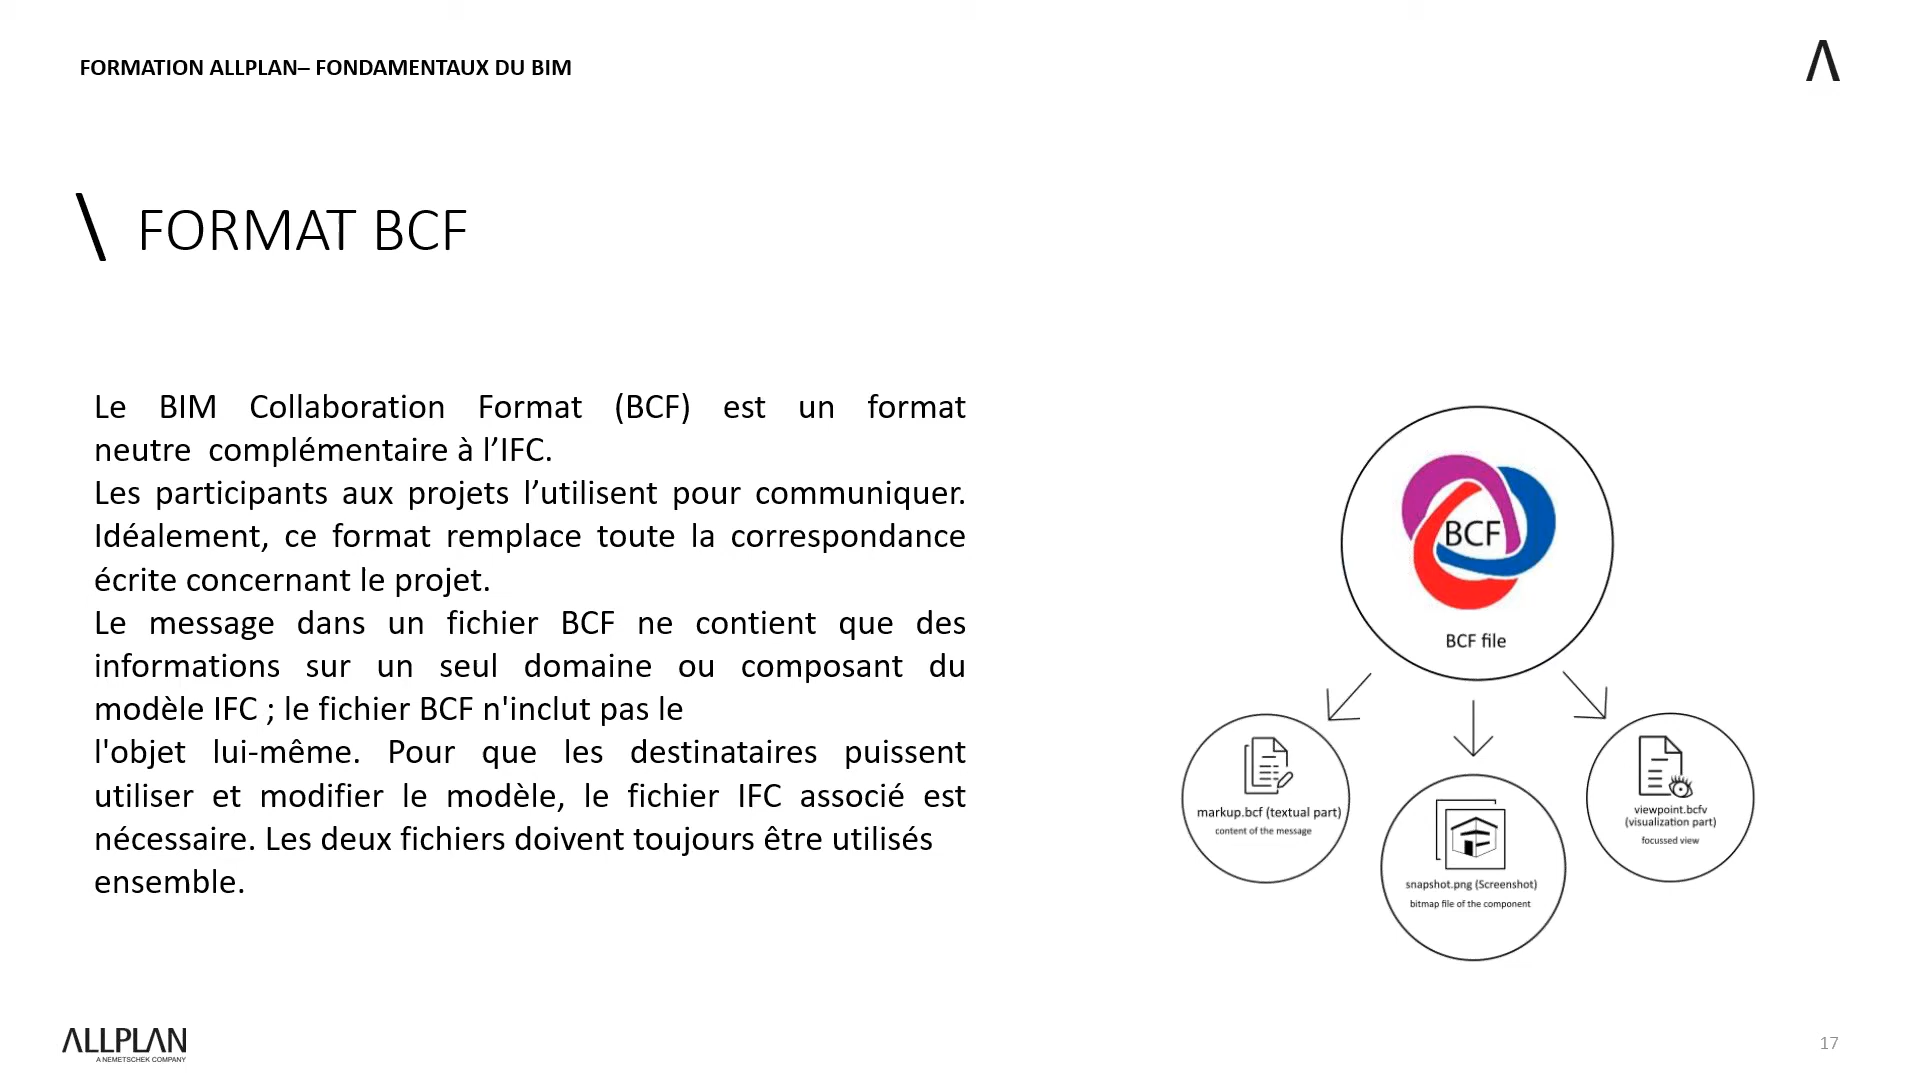 FORMATION ALLPLAN– FONDAMENTAUX DU BIM
\ FORMAT BCF
Le BIM Collaboration Format (BCF) est un format
neutre  complémentaire à l’IFC.
Les participants aux projets l’utilisent pour communiquer.
Idéalement, ce format remplace toute la correspondance
écrite concernant le projet.
Le message dans un fichier BCF ne contient que des
informations sur un seul domaine ou composant du
modèle IFC ; le fichier BCF n'inclut pas le
l'objet lui-même. Pour que les destinataires puissent
utiliser et modifier le modèle, le fichier IFC associé est
nécessaire. Les deux fichiers doivent toujours être utilisés
ensemble.
BCF
BCF file
markup.bcf (textual part)
content of the message
snapshot.png (Screenshot)
bitmap file of the component
viewpoint.bcfv
(visualization part)
focussed view
ALLPLAN
A NEMETSCHEK COMPANY
17